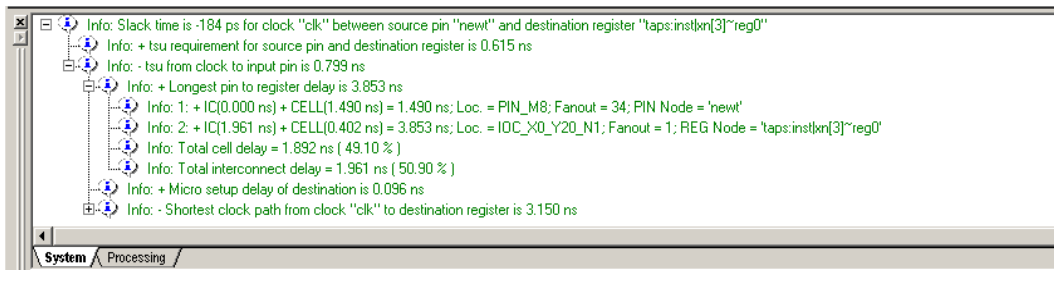 Info: Slack time is -184 ps for clock "clk" between source pin "newt" and destination register "taps:inst|xn[3]~reg0"
Info: + tsu requirement for source pin and destination register is 0.615 ns
Info: - tsu from clock to input pin is 0.799 ns
Info: + Longest pin to register delay is 3.853 ns
Info: 1: + IC(0.000 ns) + CELL(1.490 ns) = 1.490 ns; Loc. = PIN_M8; Fanout = 34; PIN Node = 'newt'
Info: 2: + IC(1.961 ns) + CELL(0.402 ns) = 3.853 ns; Loc. = IOC_X0_Y20_N1; Fanout = 1; REG Node = 'taps:inst|xn[3]~reg0'
Info: Total cell delay = 1.892 ns ( 49.10 % )
Info: Total interconnect delay = 1.961 ns ( 50.90 % )
Info: + Micro setup delay of destination is 0.096 ns
Info: - Shortest clock path from clock "clk" to destination register is 3.150 ns
System Processing